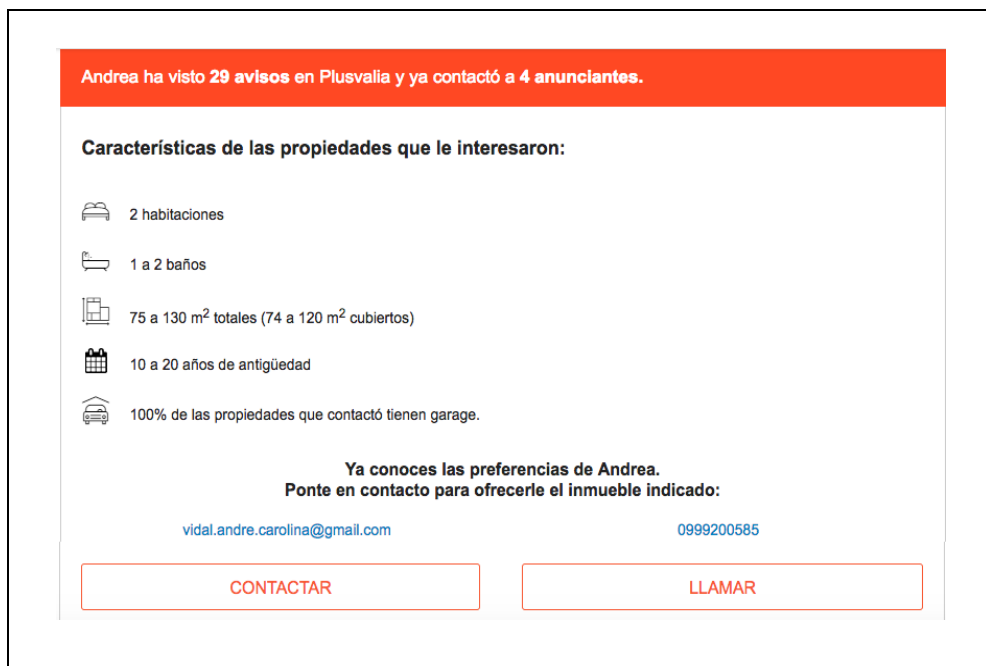 Andrea ha visto 29 avisos en Plusvalia y ya contactó a 4 anunciantes.
Características de las propiedades que le interesaron:
2 habitaciones
1 a 2 baños
75 a 130 m² totales (74 a 120 m² cubiertos)
10 a 20 años de antigüedad
100% de las propiedades que contactó tienen garage.
Ya conoces las preferencias de Andrea.
Ponte en contacto para ofrecerle el inmueble indicado:
vidal.andre.carolina@gmail.com 0999200585
CONTACTAR LLAMAR